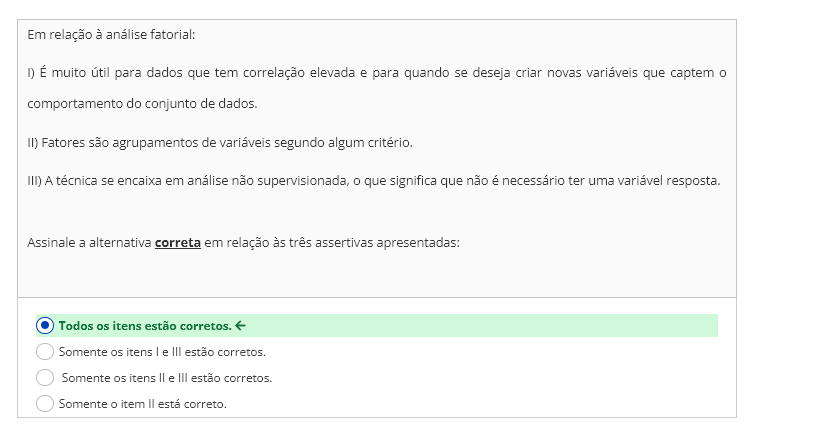 Em relação à análise fatorial:
I) É muito útil para dados que tem correlação elevada e para quando se deseja criar novas variáveis que captem o
comportamento do conjunto de dados.
II) Fatores são agrupamentos de variáveis segundo algum critério.
III) A técnica se encaixa em análise não supervisionada, o que significa que não é necessário ter uma variável resposta.
Assinale a alternativa correta em relação às três assertivas apresentadas:
Todos os itens estão corretos. ←
Somente os itens I e III estão corretos.
Somente os itens II e III estão corretos.
Somente o item II está correto.